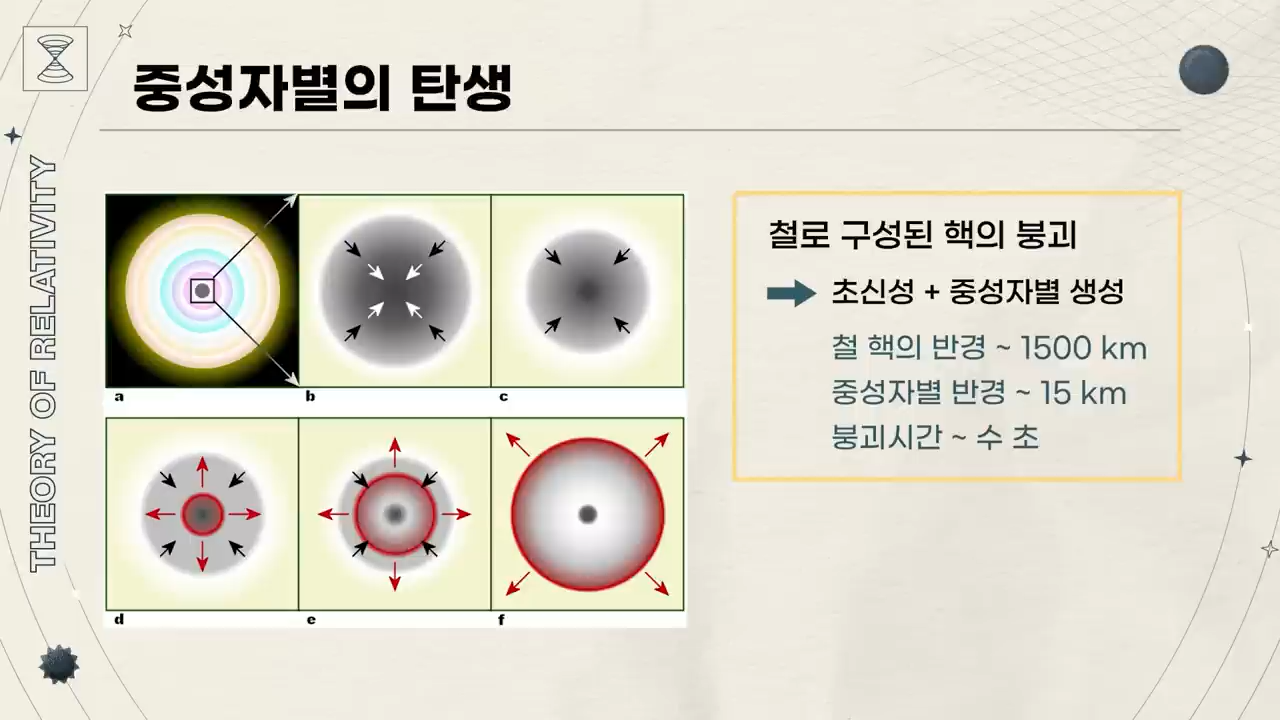 중성자별의 탄생
THEORY OF RELATIVITY
a
b
c
d
e
f
철로 구성된 핵의 붕괴
초신성 + 중성자별 생성
철 핵의 반경 ~ 1500 km
중성자별 반경 ~ 15 km
붕괴시간 ~ 수 초